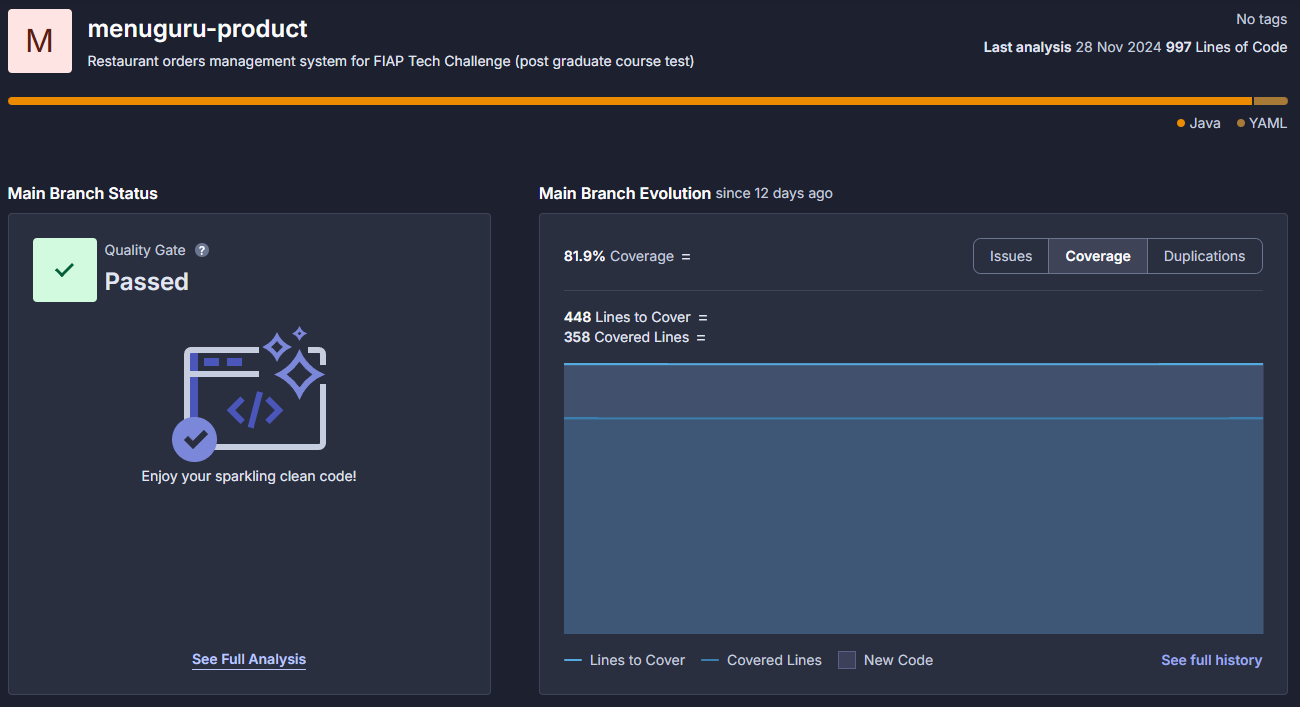 M
menuguru-product
Restaurant orders management system for FIAP Tech Challenge (post graduate course test)
No tags
Last analysis 28 Nov 2024 997 Lines of Code
Java YAML
Main Branch Status
Quality Gate ?
Passed
</>
Enjoy your sparkling clean code!
See Full Analysis
Main Branch Evolution since 12 days ago
81.9% Coverage =
Issues Coverage Duplications
448 Lines to Cover =
358 Covered Lines =
Lines to Cover Covered Lines New Code
See full history